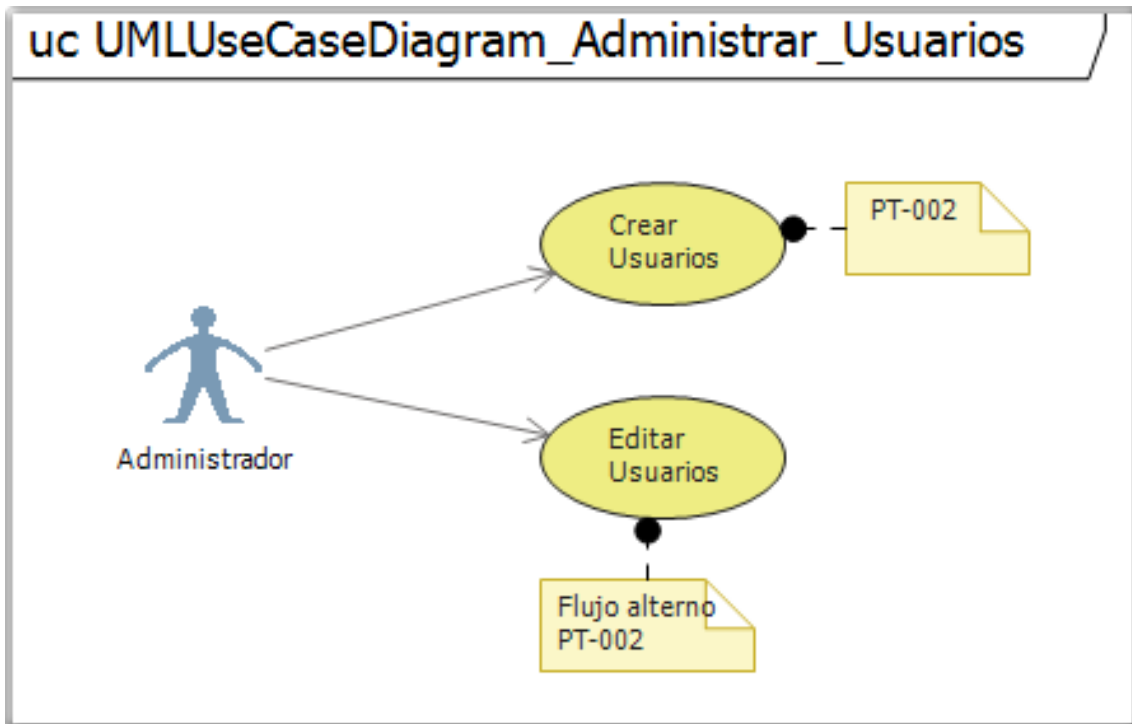 uc UMLUseCaseDiagram_Administrar_Usuarios
Crear
Usuarios
PT-002
Administrador
Editar
Usuarios
Flujo alterno
PT-002